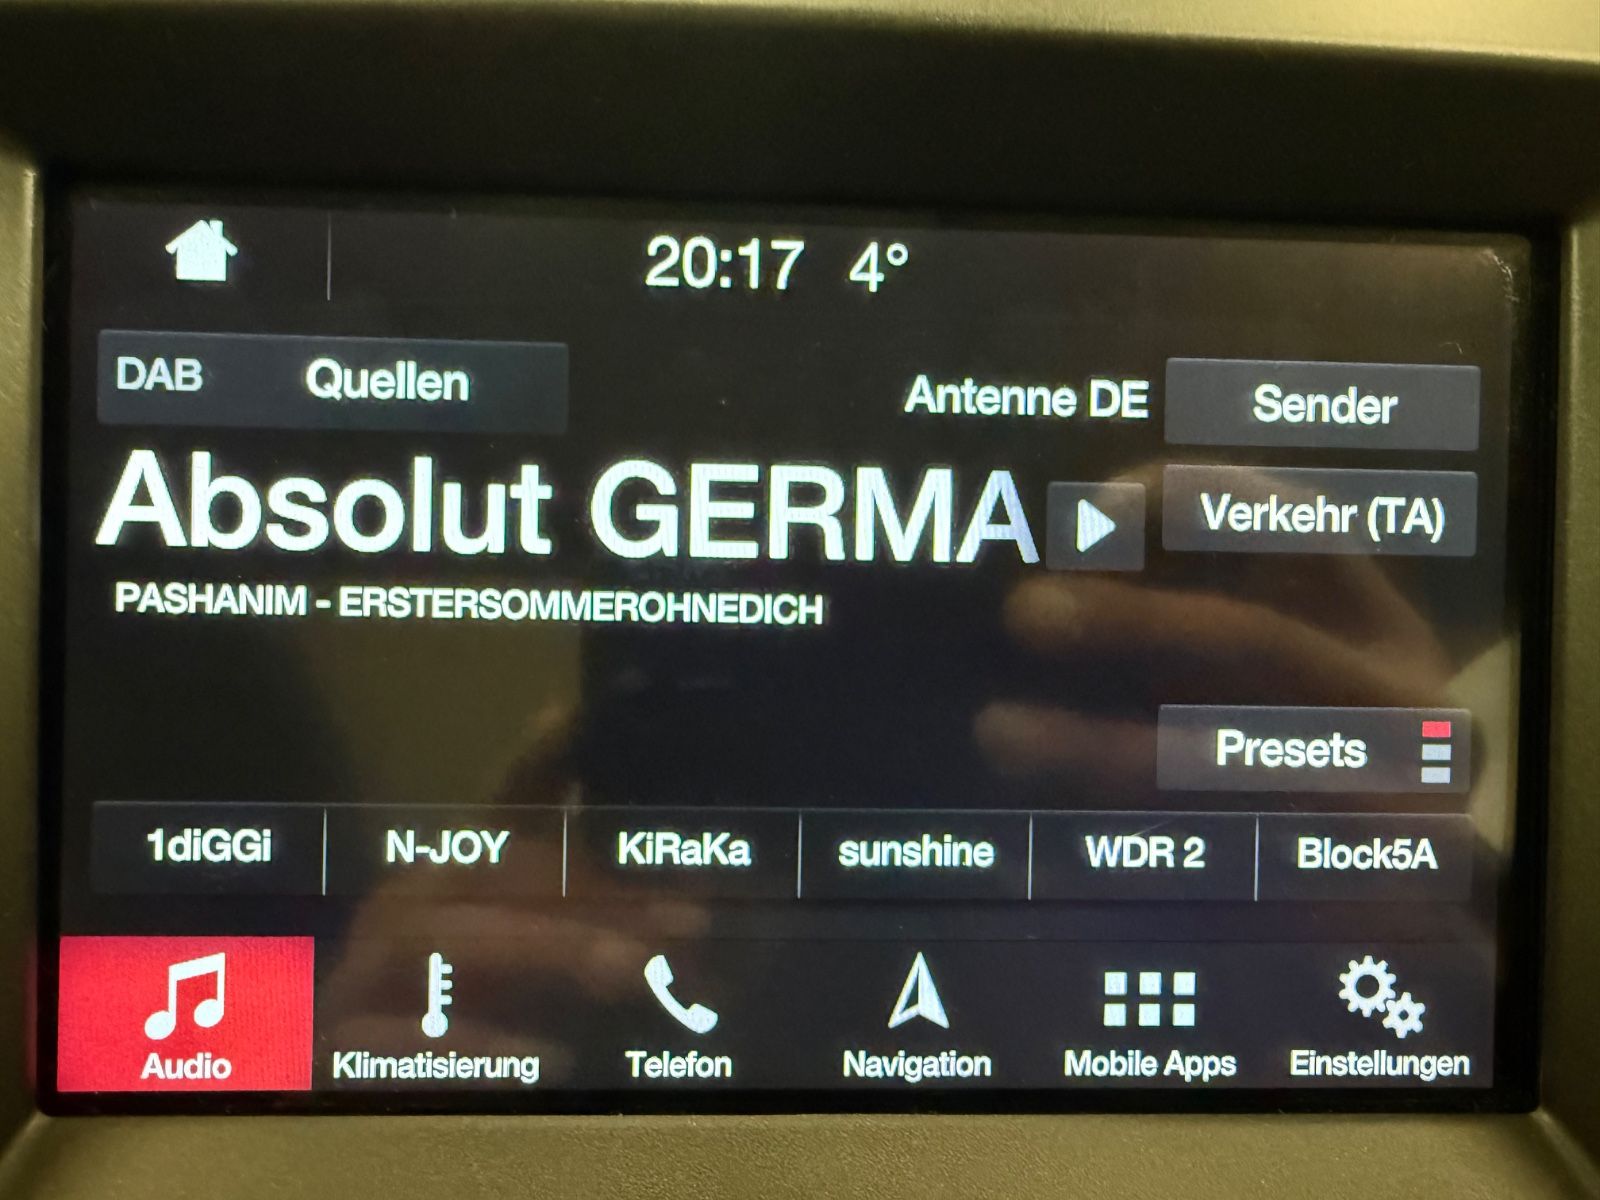 20:17 4°
DAB Quellen
Antenne DE Sender
Absolut GERMA
Verkehr (TA)
PASHANIM - ERSTERSOMMEROHNEDICH
Presets
1diGGi N-JOY KiRaKa sunshine WDR 2 Block5A
Audio Klimatisierung Telefon Navigation Mobile Apps Einstellungen